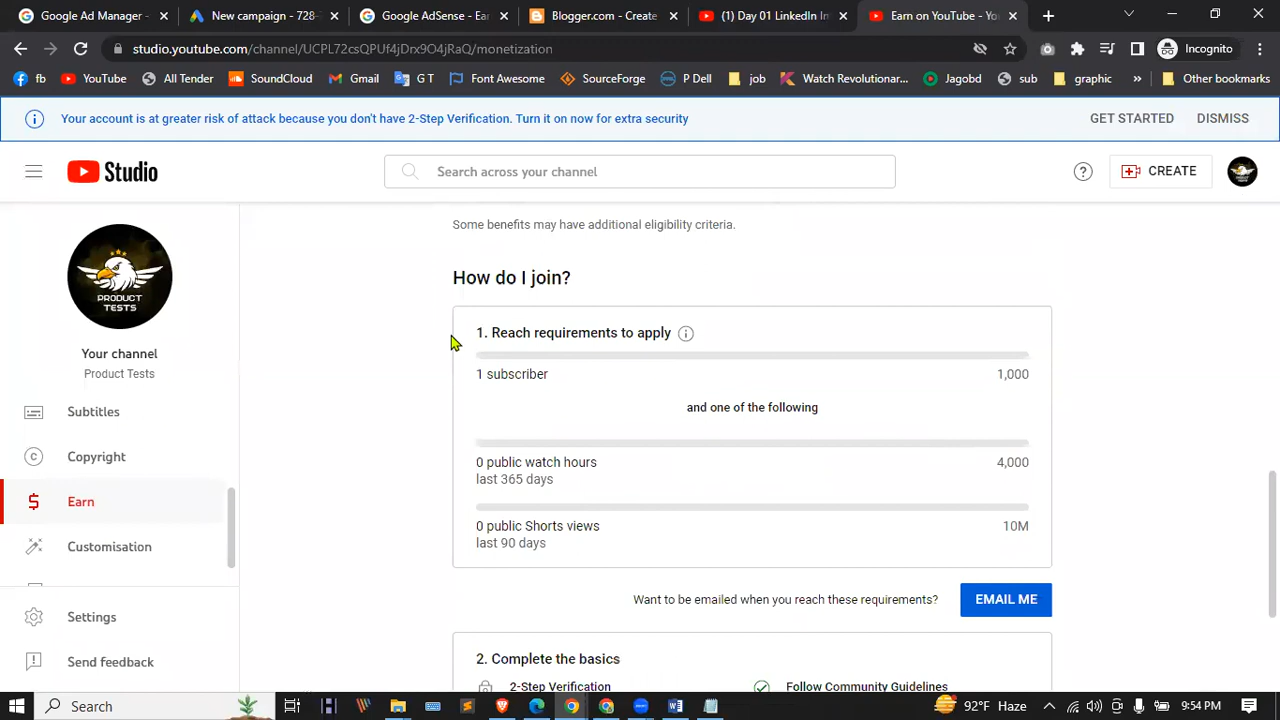 Google Ad Manager
New campaign - 728
Google AdSense - Ea
Blogger.com - Create
(1) Day 01 LinkedIn In
Earn on YouTube - Yo
studio.youtube.com/channel/UCPL72csQPUf4jDrx9O4jRaQ/monetization
Incognito
fb
YouTube
All Tender
SoundCloud
Gmail
G T
Font Awesome
SourceForge
P Dell
job
Watch Revolutionar...
Jagobd
sub
graphic
»
Other bookmarks
Your account is at greater risk of attack because you don't have 2-Step Verification. Turn it on now for extra security
GET STARTED
DISMISS
Studio
Search across your channel
CREATE
PRODUCT
TESTS
Your channel
Product Tests
Subtitles
Copyright
Earn
Customisation
Settings
Send feedback
Some benefits may have additional eligibility criteria.
How do I join?
1. Reach requirements to apply
1 subscriber
1,000
and one of the following
0 public watch hours
4,000
last 365 days
0 public Shorts views
10M
last 90 days
Want to be emailed when you reach these requirements?
EMAIL ME
2. Complete the basics
2-Step Verification
Follow Community Guidelines
Search
92°F Haze
9:54 PM